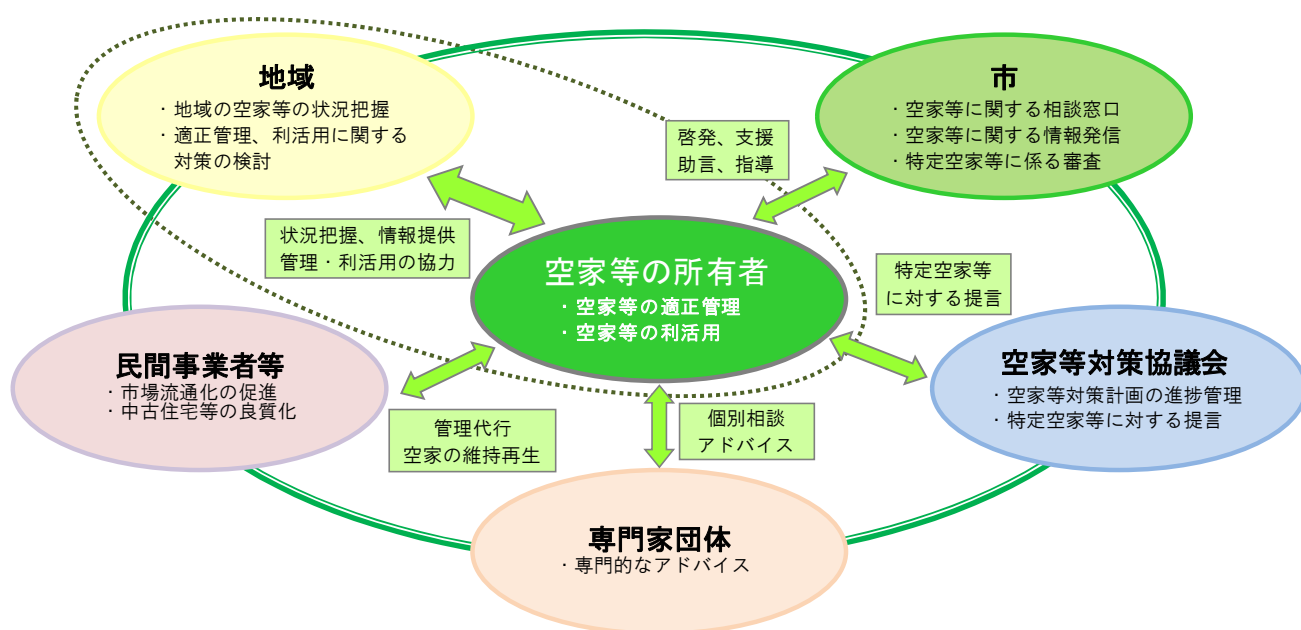 地域
・地域の空家等の状況把握
・適正管理、利活用に関する
対策の検討
市
・空家等に関する相談窓口
・空家等に関する情報発信
・特定空家等に係る審査
啓発、支援
助言、指導
状況把握、情報提供
管理・利活用の協力
空家等の所有者
・空家等の適正管理
・空家等の利活用
特定空家等
に対する提言
民間事業者等
・市場流通化の促進
・中古住宅等の良質化
空家等対策協議会
・空家等対策計画の進捗管理
・特定空家等に対する提言
管理代行
空家の維持再生
個別相談
アドバイス
専門家団体
・専門的なアドバイス